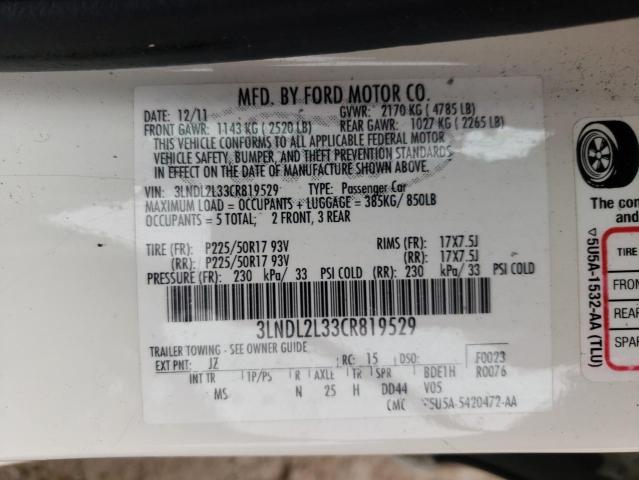 MFD. BY FORD MOTOR CO.
DATE: 12/11 GVWR: 2170 KG ( 4785 LB)
FRONT GAWR: 1143 KG ( 2520 LB) REAR GAWR: 1027 KG ( 2265 LB)
THIS VEHICLE CONFORMS TO ALL APPLICABLE FEDERAL MOTOR
VEHICLE SAFETY, BUMPER, AND THEFT PREVENTION STANDARDS
IN EFFECT ON THE DATE OF MANUFACTURE SHOWN ABOVE.
VIN: 3LNDL2L33CR819529 TYPE: Passenger Car
MAXIMUM LOAD = OCCUPANTS + LUGGAGE = 385KG/ 850LB
OCCUPANTS = 5 TOTAL; 2 FRONT, 3 REAR
TIRE (FR): P225/50R17 93V RIMS (FR): 17X7.5J
(RR): P225/50R17 93V (RR): 17X7.5J
PRESSURE (FR): 230 kPa/ 33 PSI COLD (RR): 230 kPa/ 33 PSI COLD
3LNDL2L33CR819529
TRAILER TOWING - SEE OWNER GUIDE
EXT PNT: JZ RC: 15 DSO: F0023
INT TR TP/PS R AXLE TR SPR BDE1H R0076
MS N 25 H DD44 V05
CMC ▽5U5A-5420472-AA
▽5U5A-1532-AA (TLU)
The con
and
TIRE
FRON
REAR
SPAR